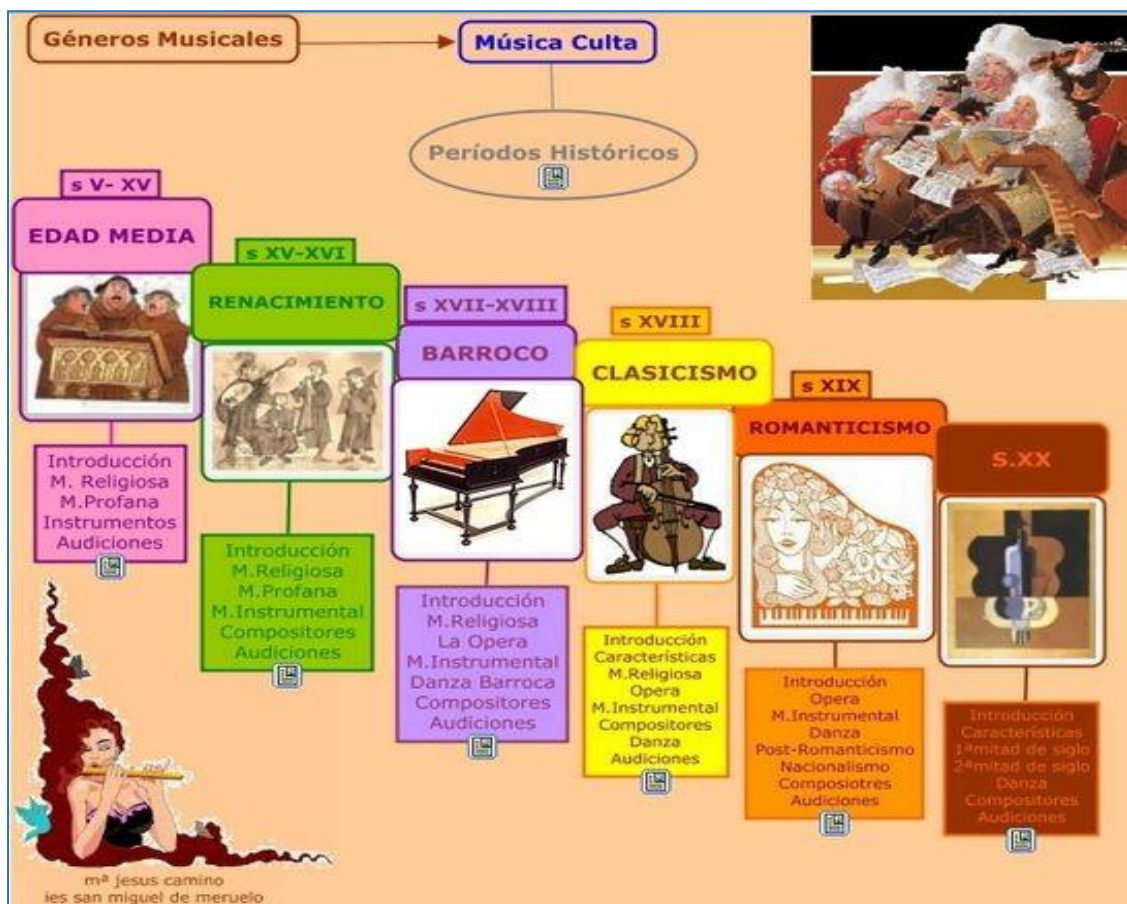 Géneros Musicales
Música Culta
Períodos Históricos
s V- XV
EDAD MEDIA
Introducción
M. Religiosa
M.Profana
Instrumentos
Audiciones
s XV-XVI
RENACIMIENTO
Introducción
M.Religiosa
M.Profana
M.Instrumental
Compositores
Audiciones
s XVII-XVIII
BARROCO
Introducción
M.Religiosa
La Opera
M.Instrumental
Danza Barroca
Compositores
Audiciones
s XVIII
CLASICISMO
Introducción
Características
M.Religiosa
Opera
M.Instrumental
Compositores
Danza
Audiciones
s XIX
ROMANTICISMO
Introducción
Opera
M.Instrumental
Danza
Post-Romanticismo
Nacionalismo
Composiotres
Audiciones
S.XX
Introducción
Características
1ªmitad de siglo
2ªmitad de siglo
Danza
Compositores
Audiciones
mª jesus camino
ies san miguel de meruelo